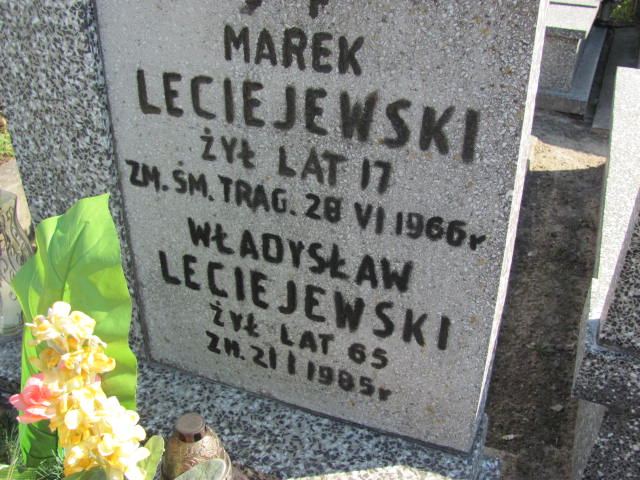 MAREK
LECIEJEWSKI
ŻYŁ LAT 17
ZM. ŚM. TRAG. 28 VI 1966r
WŁADYSŁAW
LECIEJEWSKI
ŻYŁ LAT 65
ZM. 21 I 1985r